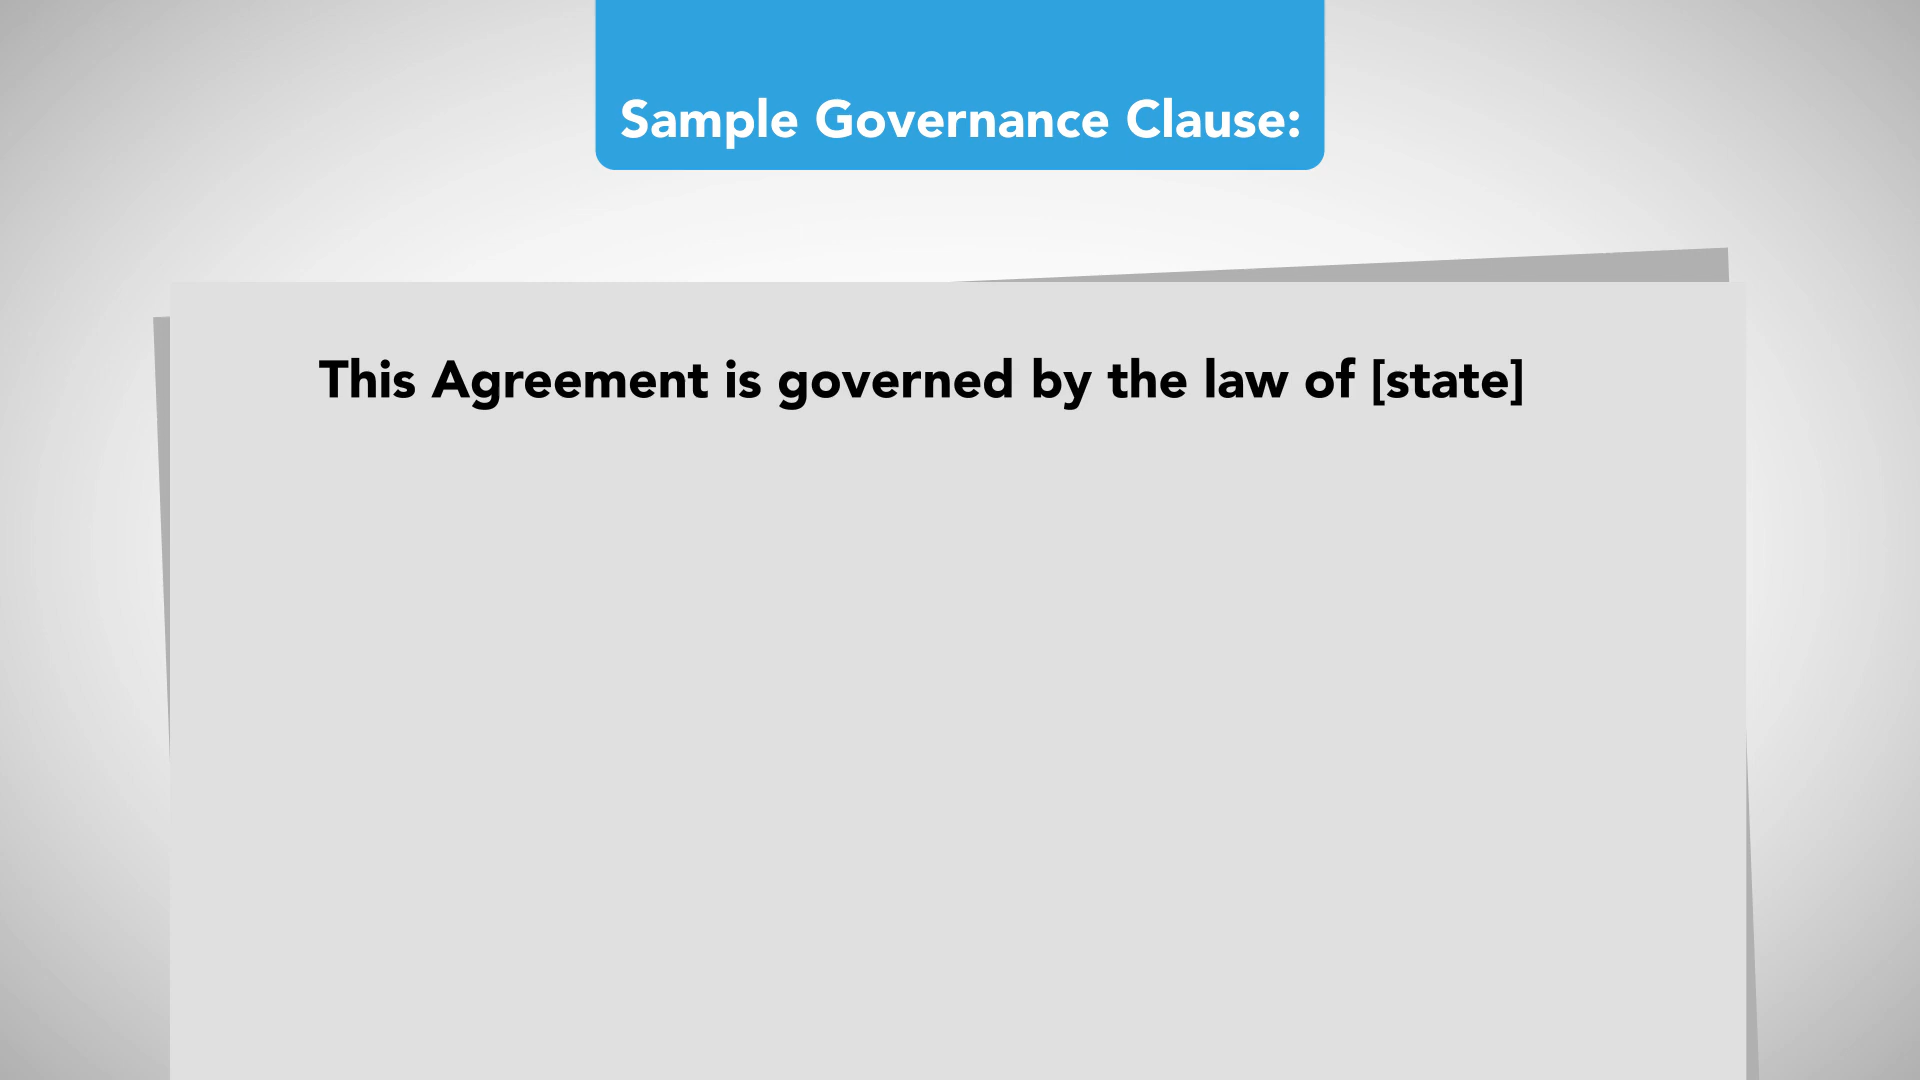 Sample Governance Clause:
This Agreement is governed by the law of [state]